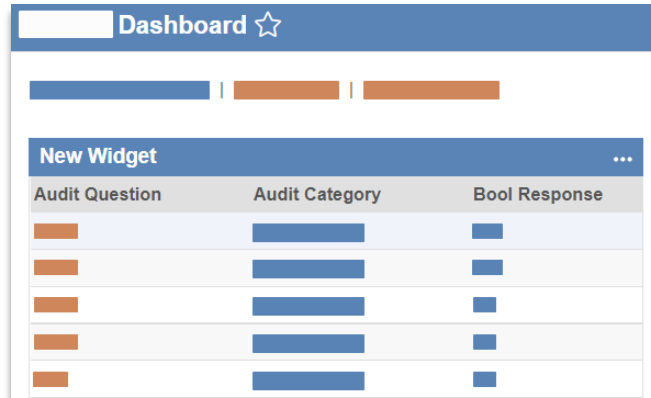 Dashboard
|
|
New Widget ...
Audit Question Audit Category Bool Response